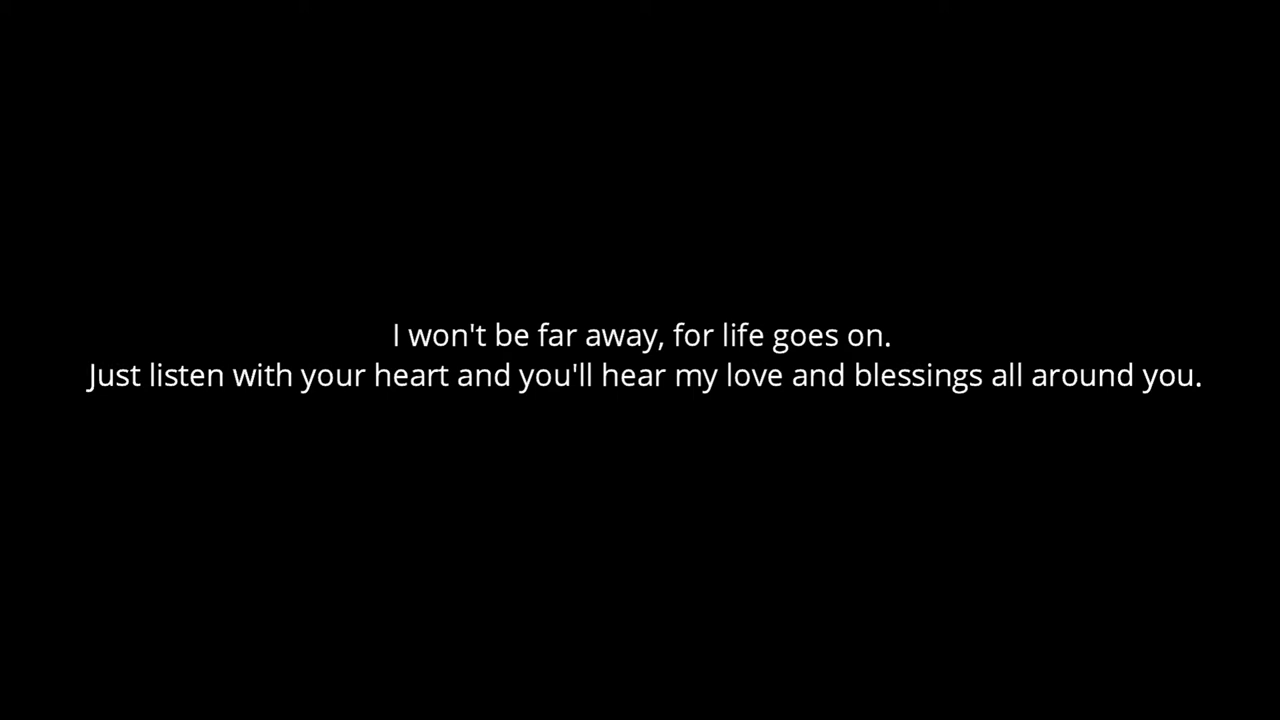 I won't be far away, for life goes on.
Just listen with your heart and you'll hear my love and blessings all around you.